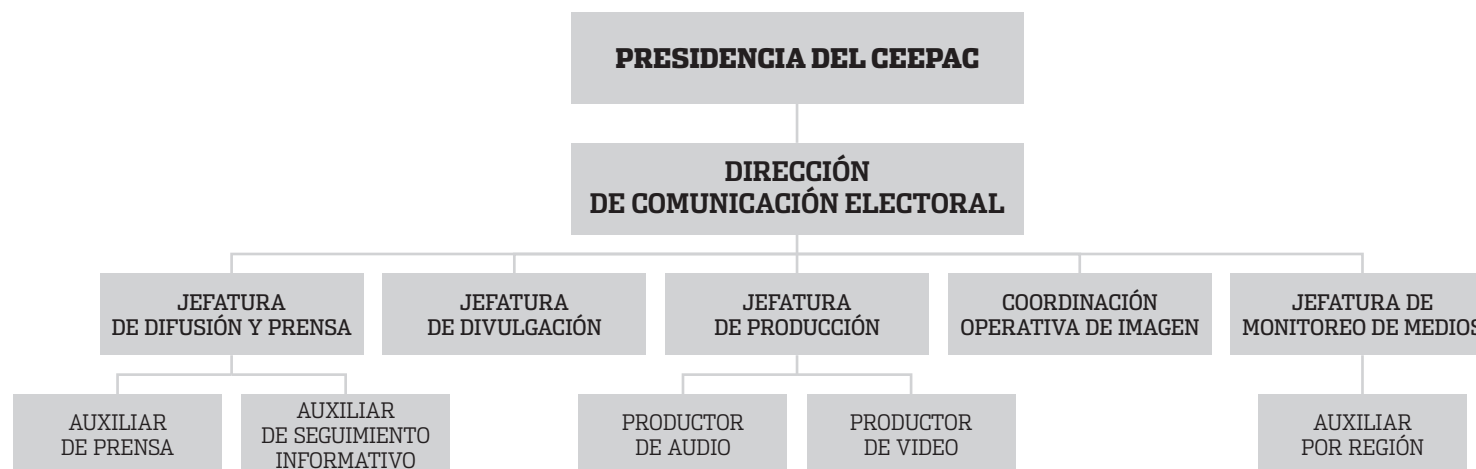 PRESIDENCIA DEL CEEPAC
DIRECCIÓN
DE COMUNICACIÓN ELECTORAL
JEFATURA
DE DIFUSIÓN Y PRENSA
JEFATURA
DE DIVULGACIÓN
JEFATURA
DE PRODUCCIÓN
COORDINACIÓN
OPERATIVA DE IMAGEN
JEFATURA DE
MONITOREO DE MEDIOS
AUXILIAR
DE PRENSA
AUXILIAR
DE SEGUIMIENTO
INFORMATIVO
PRODUCTOR
DE AUDIO
PRODUCTOR
DE VIDEO
AUXILIAR
POR REGIÓN